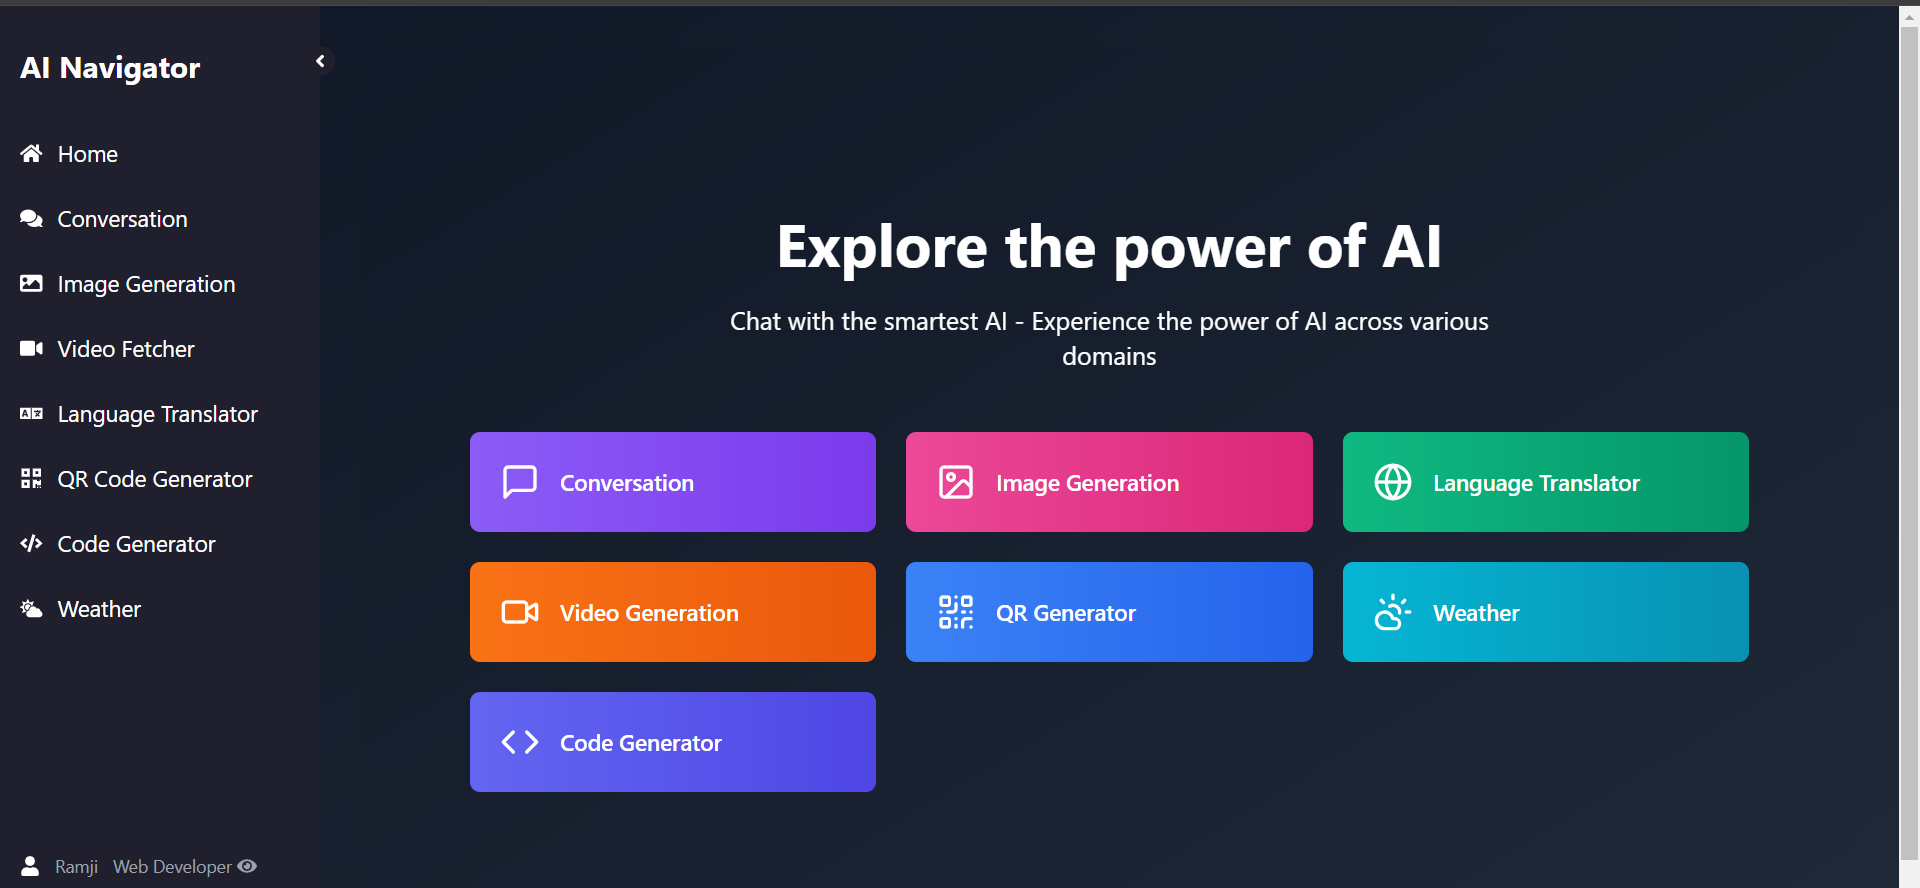 AI Navigator
Home
Conversation
Image Generation
Video Fetcher
Language Translator
QR Code Generator
Code Generator
Weather
Ramji Web Developer
Explore the power of AI
Chat with the smartest AI - Experience the power of AI across various
domains
Conversation
Image Generation
Language Translator
Video Generation
QR Generator
Weather
Code Generator